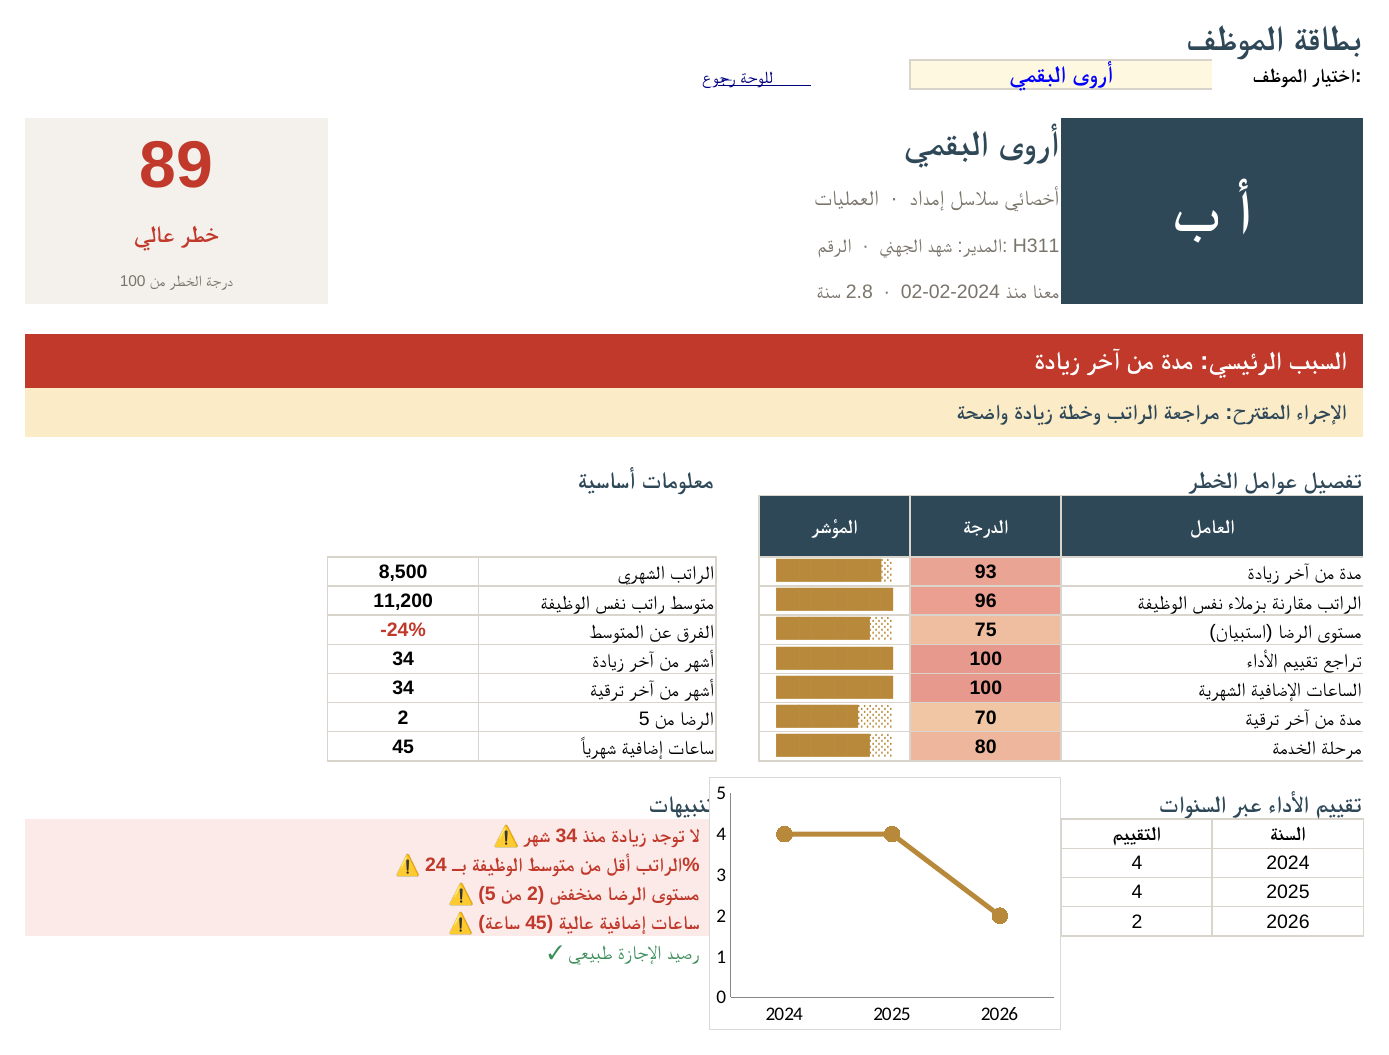 بطاقة الموظف
اختيار الموظف:
أروى البقمي
للوحة رجوع
أ ب
أروى البقمي
أخصائي سلاسل إمداد · العمليات
H311 :المدير: شهد الجهني · الرقم
معنا منذ 2024-02-02 · 2.8 سنة
89
خطر عالي
درجة الخطر من 100
السبب الرئيسي: مدة من آخر زيادة
الإجراء المقترح: مراجعة الراتب وخطة زيادة واضحة
تفصيل عوامل الخطر
العامل الدرجة المؤشر
مدة من آخر زيادة 93
الراتب مقارنة بزملاء نفس الوظيفة 96
مستوى الرضا (استبيان) 75
تراجع تقييم الأداء 100
الساعات الإضافية الشهرية 100
مدة من آخر ترقية 70
مرحلة الخدمة 80
معلومات أساسية
الراتب الشهري 8,500
متوسط راتب نفس الوظيفة 11,200
الفرق عن المتوسط -24%
أشهر من آخر زيادة 34
أشهر من آخر ترقية 34
الرضا من 5 2
ساعات إضافية شهرياً 45
تقييم الأداء عبر السنوات
السنة التقييم
2024 4
2025 4
2026 2
5
4
3
2
1
0
2024 2025 2026
تنبيهات
لا توجد زيادة منذ 34 شهر ⚠️
%الراتب أقل من متوسط الوظيفة بـ 24 ⚠️
مستوى الرضا منخفض (2 من 5) ⚠️
ساعات إضافية عالية (45 ساعة) ⚠️
رصيد الإجازة طبيعي ✓